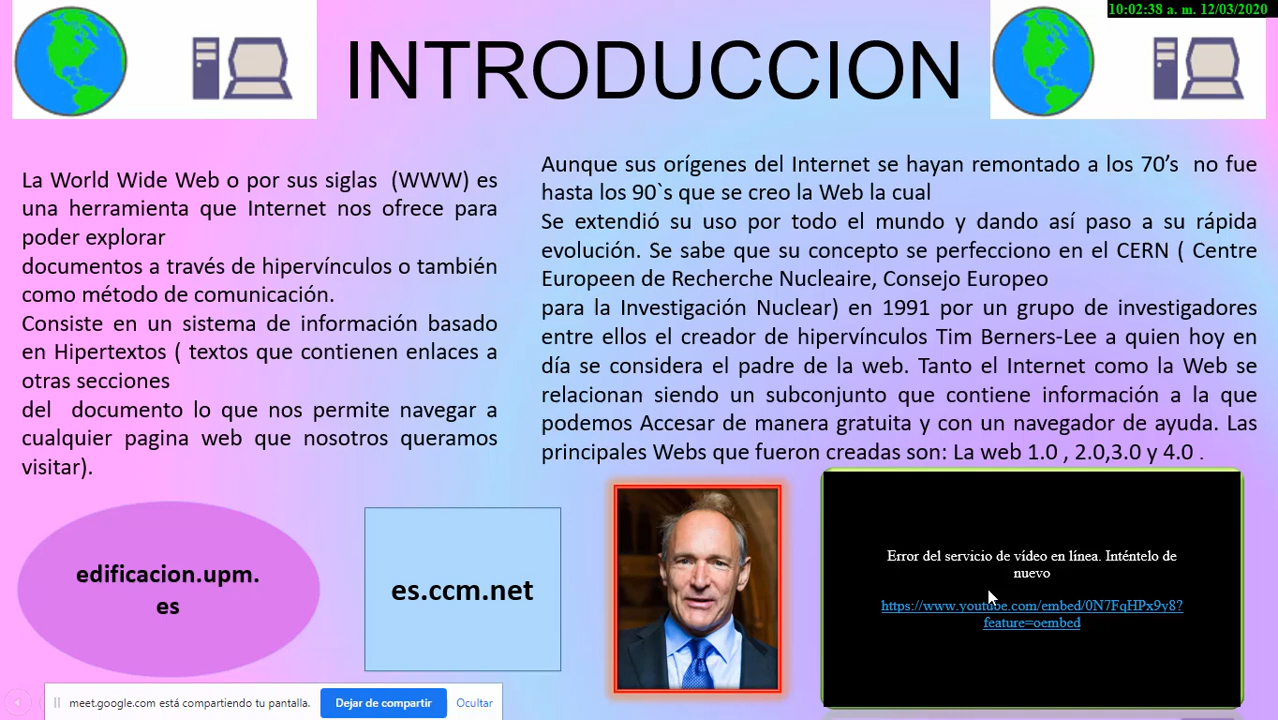 10:02:38 a. m. 12/03/2020
INTRODUCCION
La World Wide Web o por sus siglas (WWW) es
una herramienta que Internet nos ofrece para
poder explorar
documentos a través de hipervínculos o también
como método de comunicación.
Consiste en un sistema de información basado
en Hipertextos ( textos que contienen enlaces a
otras secciones
del documento lo que nos permite navegar a
cualquier pagina web que nosotros queramos
visitar).
Aunque sus orígenes del Internet se hayan remontado a los 70’s no fue
hasta los 90`s que se creo la Web la cual
Se extendió su uso por todo el mundo y dando así paso a su rápida
evolución. Se sabe que su concepto se perfecciono en el CERN ( Centre
Europeen de Recherche Nucleaire, Consejo Europeo
para la Investigación Nuclear) en 1991 por un grupo de investigadores
entre ellos el creador de hipervínculos Tim Berners-Lee a quien hoy en
día se considera el padre de la web. Tanto el Internet como la Web se
relacionan siendo un subconjunto que contiene información a la que
podemos Accesar de manera gratuita y con un navegador de ayuda. Las
principales Webs que fueron creadas son: La web 1.0 , 2.0,3.0 y 4.0 .
edificacion.upm.
es
es.ccm.net
Error del servicio de vídeo en línea. Inténtelo de
nuevo
https://www.youtube.com/embed/0N7FqHPx9y8?
feature=oembed
meet.google.com está compartiendo tu pantalla.
Dejar de compartir
Ocultar